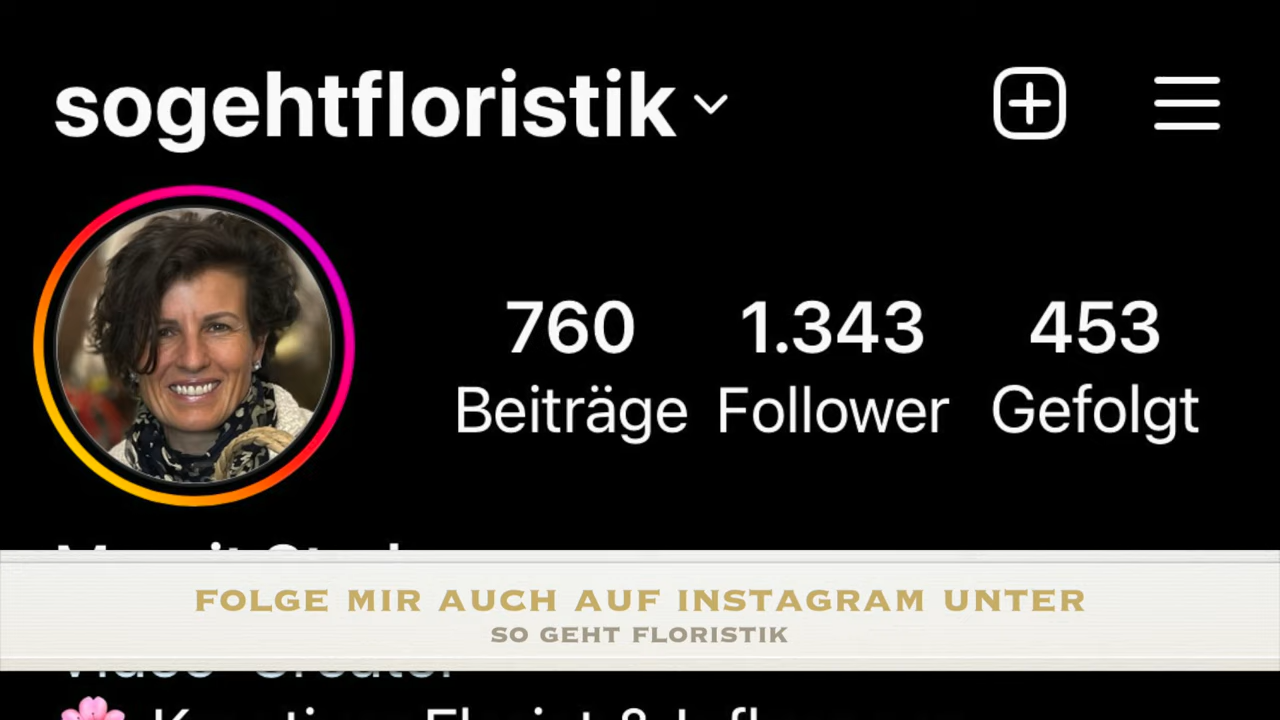 sogehtfloristik
760 1.343 453
Beiträge Follower Gefolgt
FOLGE MIR AUCH AUF INSTAGRAM UNTER
SO GEHT FLORISTIK